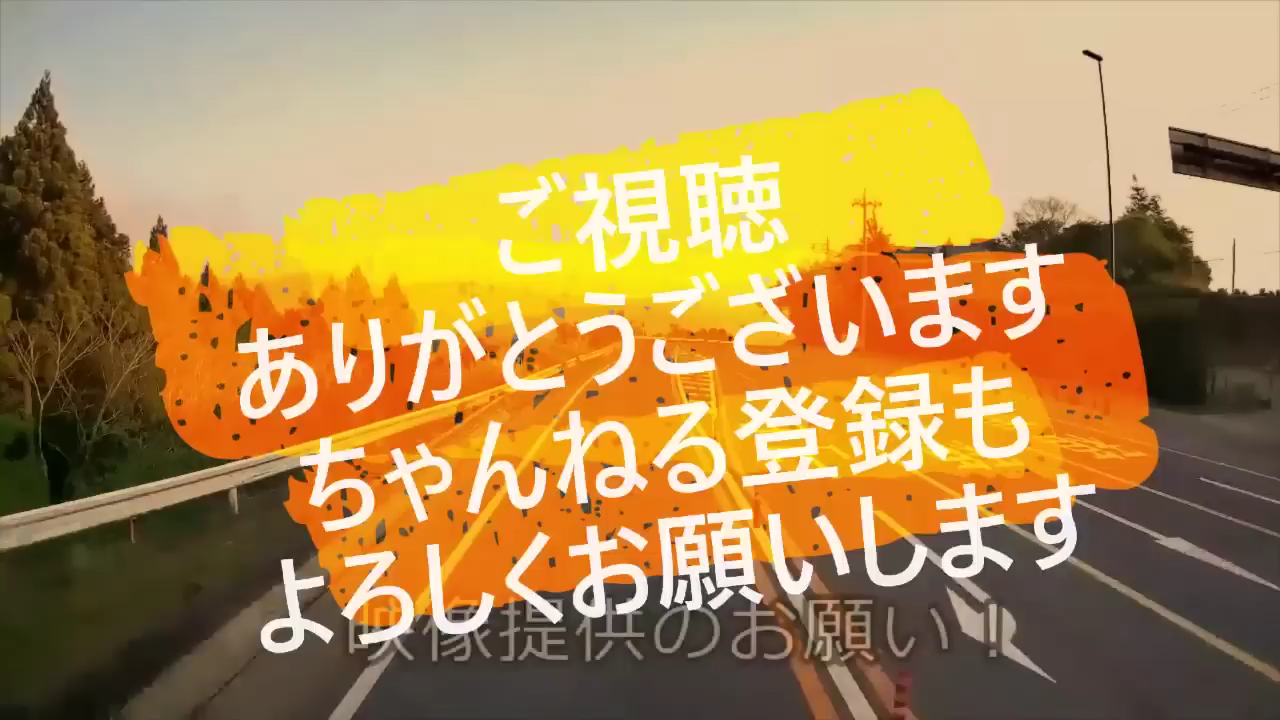 ご視聴
ありがとうございます
ちゃんねる登録も
よろしくお願いします
映像提供のお願い！